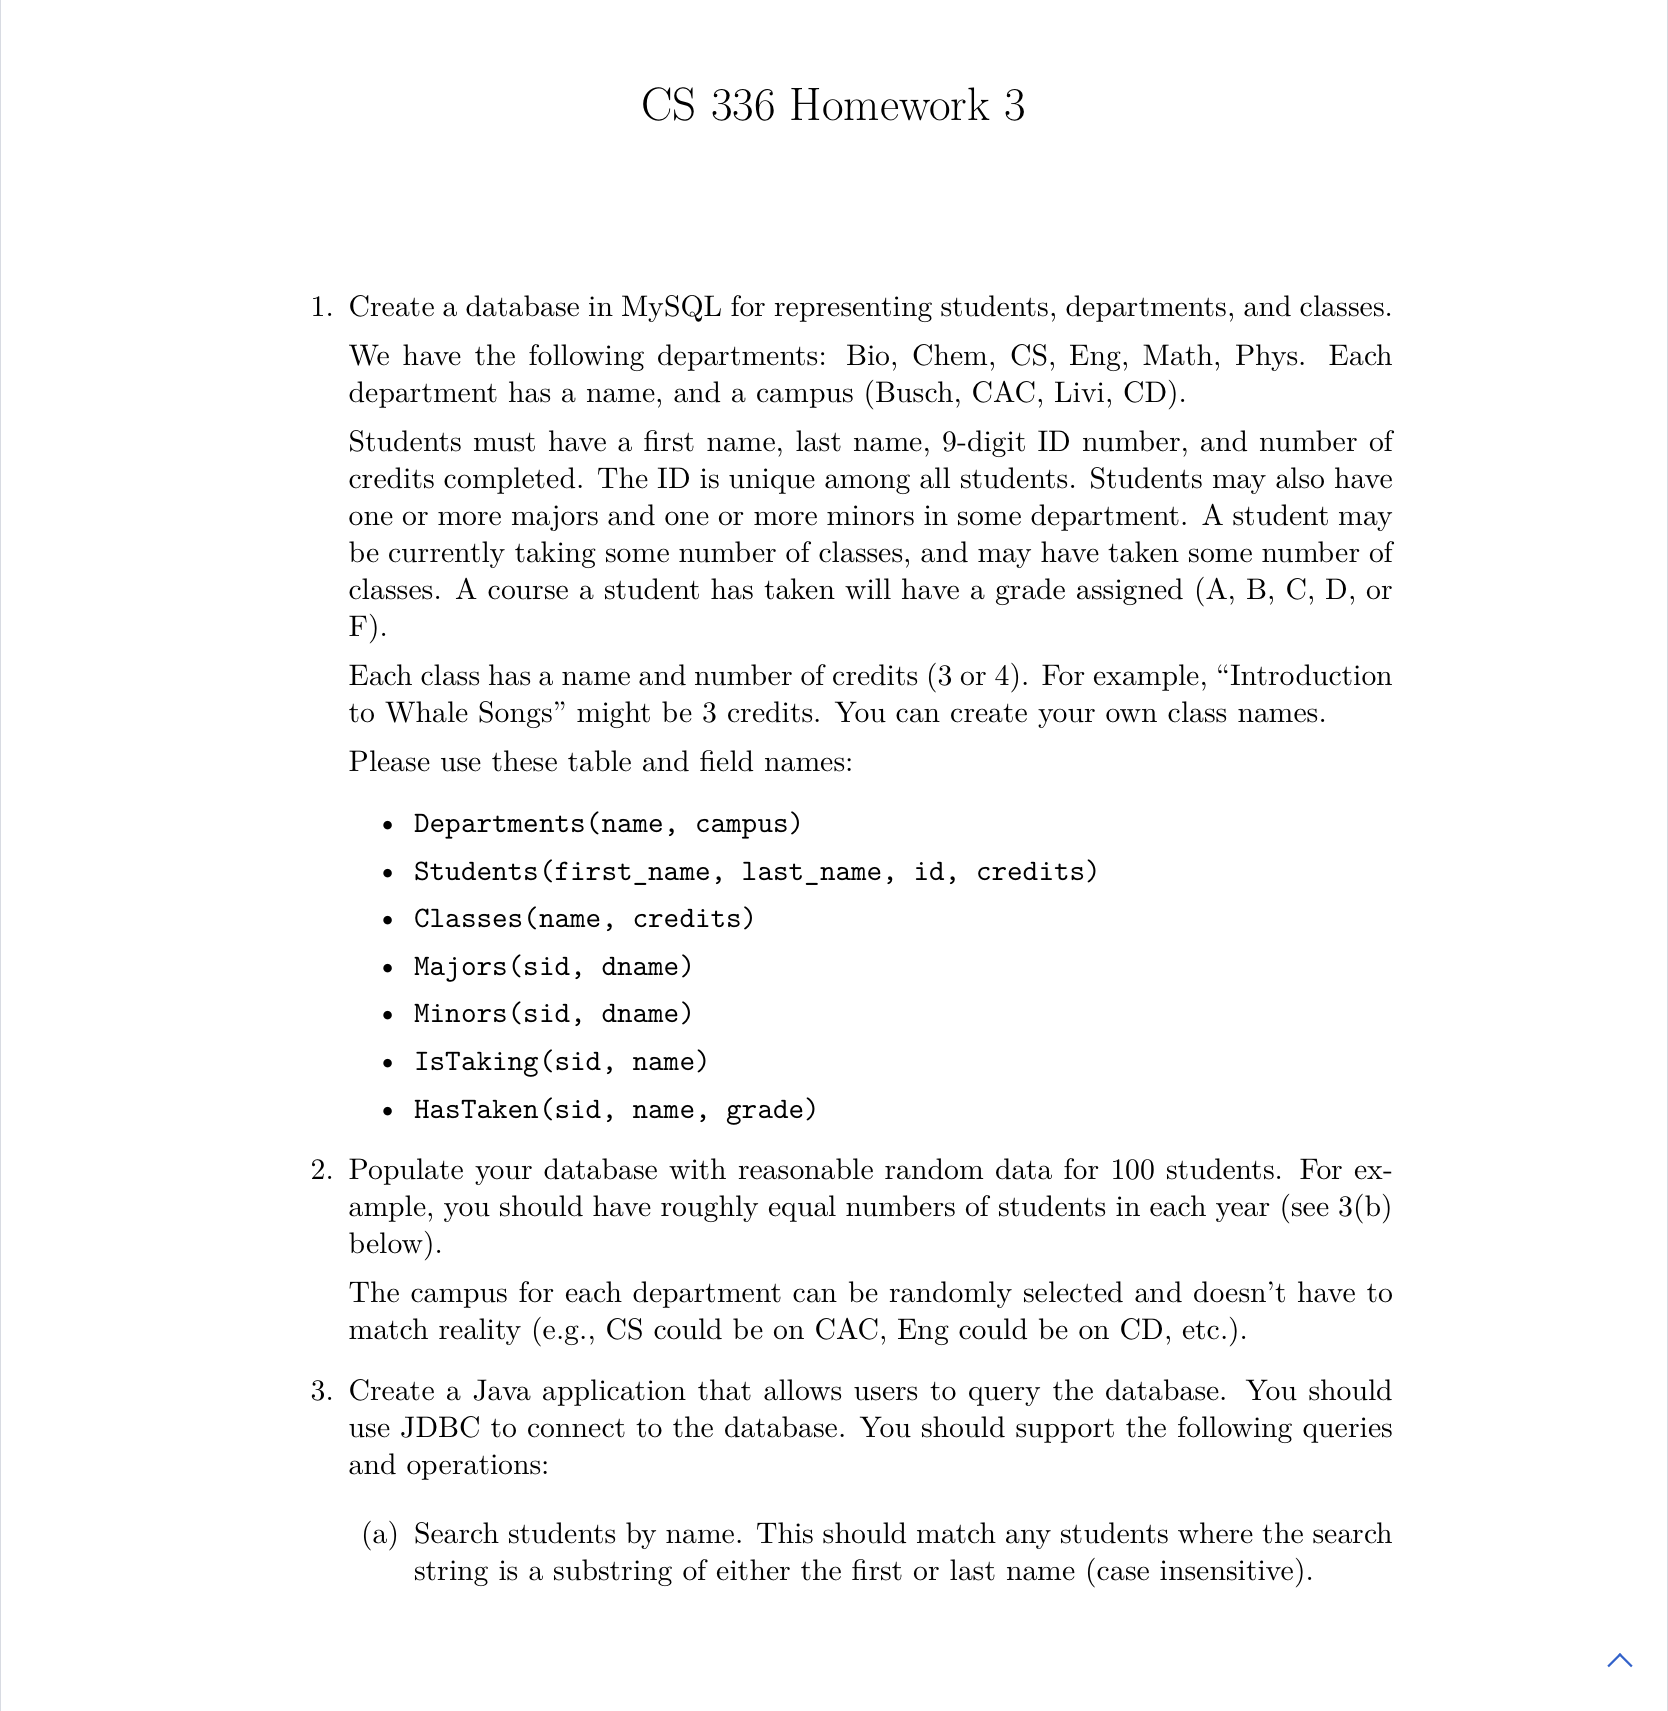 CS 336 Homework 3
1. Create a database in MySQL for representing students, departments, and classes.
We have the following departments: Bio, Chem, CS, Eng, Math, Phys. Each
department has a name, and a campus (Busch, CAC, Livi, CD).
Students must have a first name, last name, 9-digit ID number, and number of
credits completed. The ID is unique among all students. Students may also have
one or more majors and one or more minors in some department. A student may
be currently taking some number of classes, and may have taken some number of
classes. A course a student has taken will have a grade assigned (A, B, C, D, or
F).
Each class has a name and number of credits (3 or 4). For example, “Introduction
to Whale Songs” might be 3 credits. You can create your own class names.
Please use these table and field names:
• Departments(name, campus)
• Students(first_name, last_name, id, credits)
• Classes(name, credits)
• Majors(sid, dname)
• Minors(sid, dname)
• IsTaking(sid, name)
• HasTaken(sid, name, grade)
2. Populate your database with reasonable random data for 100 students. For ex-
ample, you should have roughly equal numbers of students in each year (see 3(b)
below).
The campus for each department can be randomly selected and doesn’t have to
match reality (e.g., CS could be on CAC, Eng could be on CD, etc.).
3. Create a Java application that allows users to query the database. You should
use JDBC to connect to the database. You should support the following queries
and operations:
(a) Search students by name. This should match any students where the search
string is a substring of either the first or last name (case insensitive).